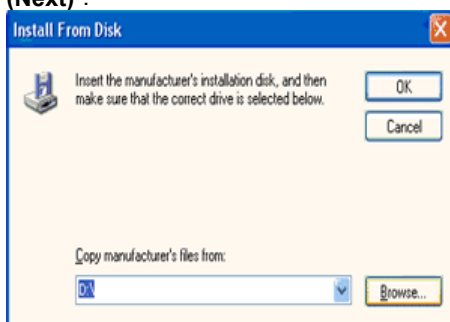 (Next) .
Install From Disk
Insert the manufacturer's installation disk, and then
make sure that the correct drive is selected below.
OK
Cancel
Copy manufacturer's files from:
D:\
Browse...